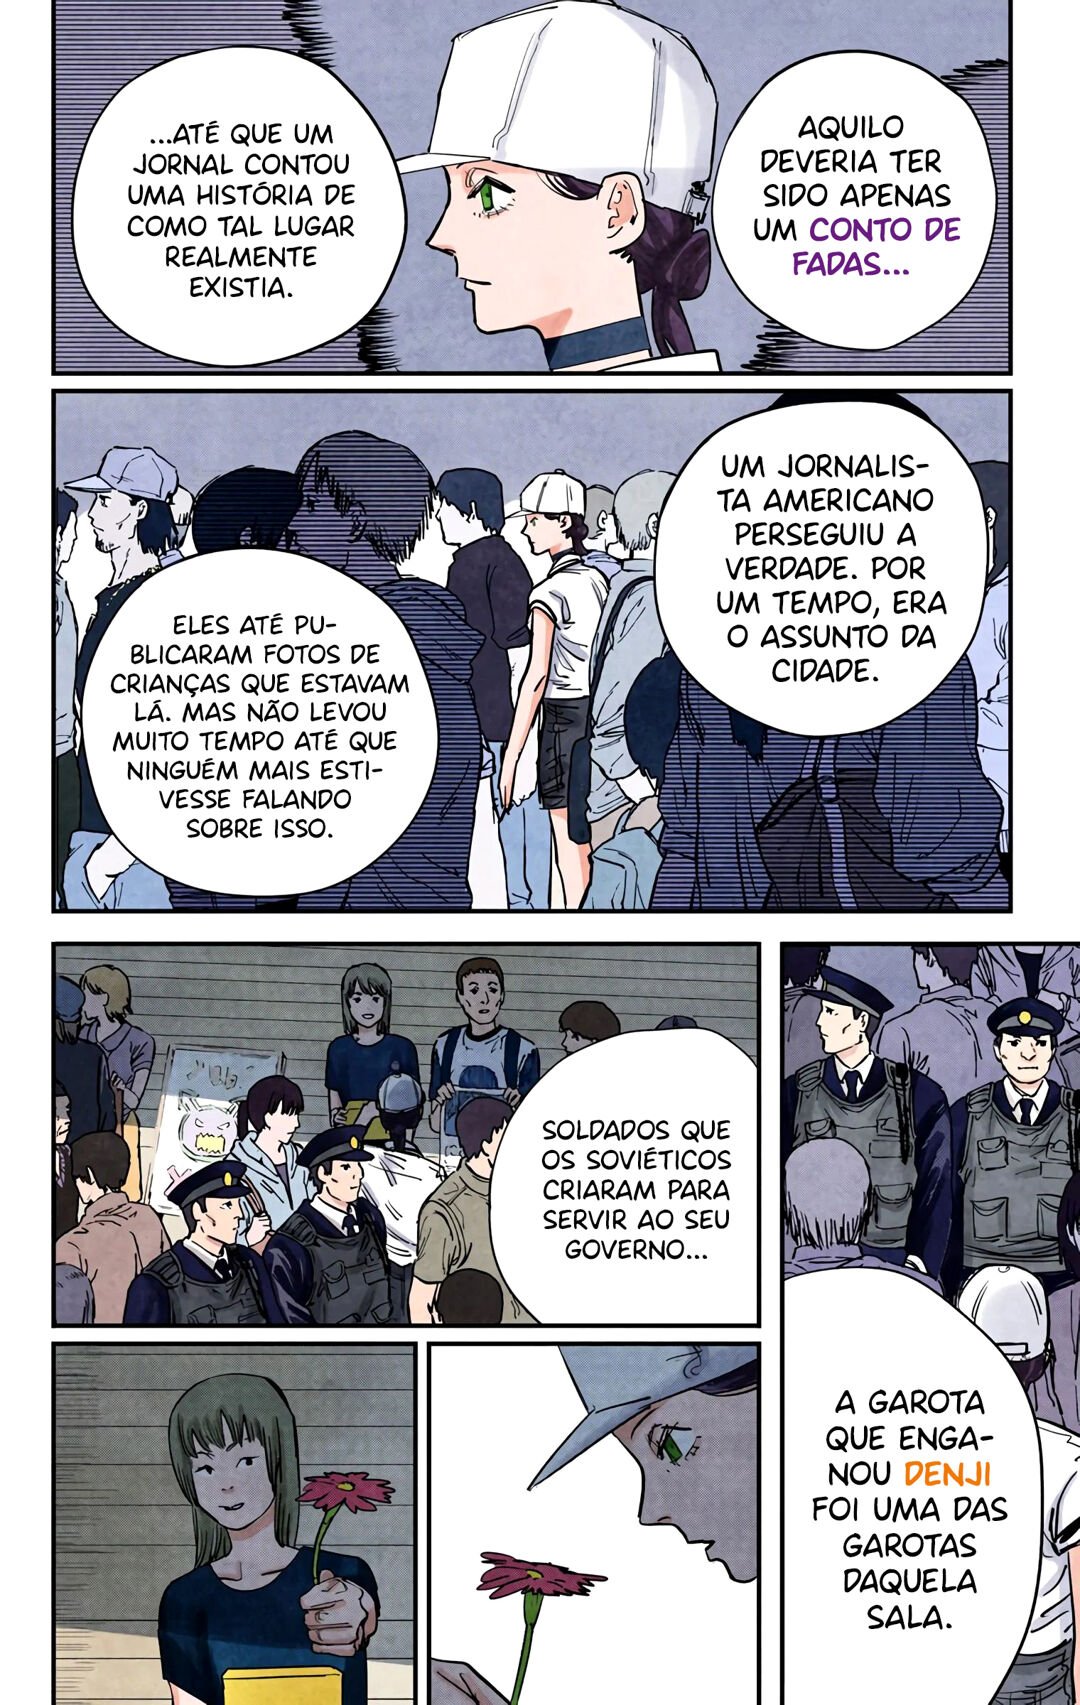 AQUILO
DEVERIA TER
SIDO APENAS
UM CONTO DE
FADAS...
...ATÉ QUE UM
JORNAL CONTOU
UMA HISTÓRIA DE
COMO TAL LUGAR
REALMENTE
EXISTIA.
UM JORNALIS-
TA AMERICANO
PERSEGUIU A
VERDADE. POR
UM TEMPO, ERA
O ASSUNTO DA
CIDADE.
ELES ATÉ PU-
BLICARAM FOTOS DE
CRIANÇAS QUE ESTAVAM
LÁ. MAS NÃO LEVOU
MUITO TEMPO ATÉ QUE
NINGUÉM MAIS ESTI-
VESSE FALANDO
SOBRE ISSO.
SOLDADOS QUE
OS SOVIÉTICOS
CRIARAM PARA
SERVIR AO SEU
GOVERNO...
A GAROTA
QUE ENGA-
NOU DENJI
FOI UMA DAS
GAROTAS
DAQUELA
SALA.